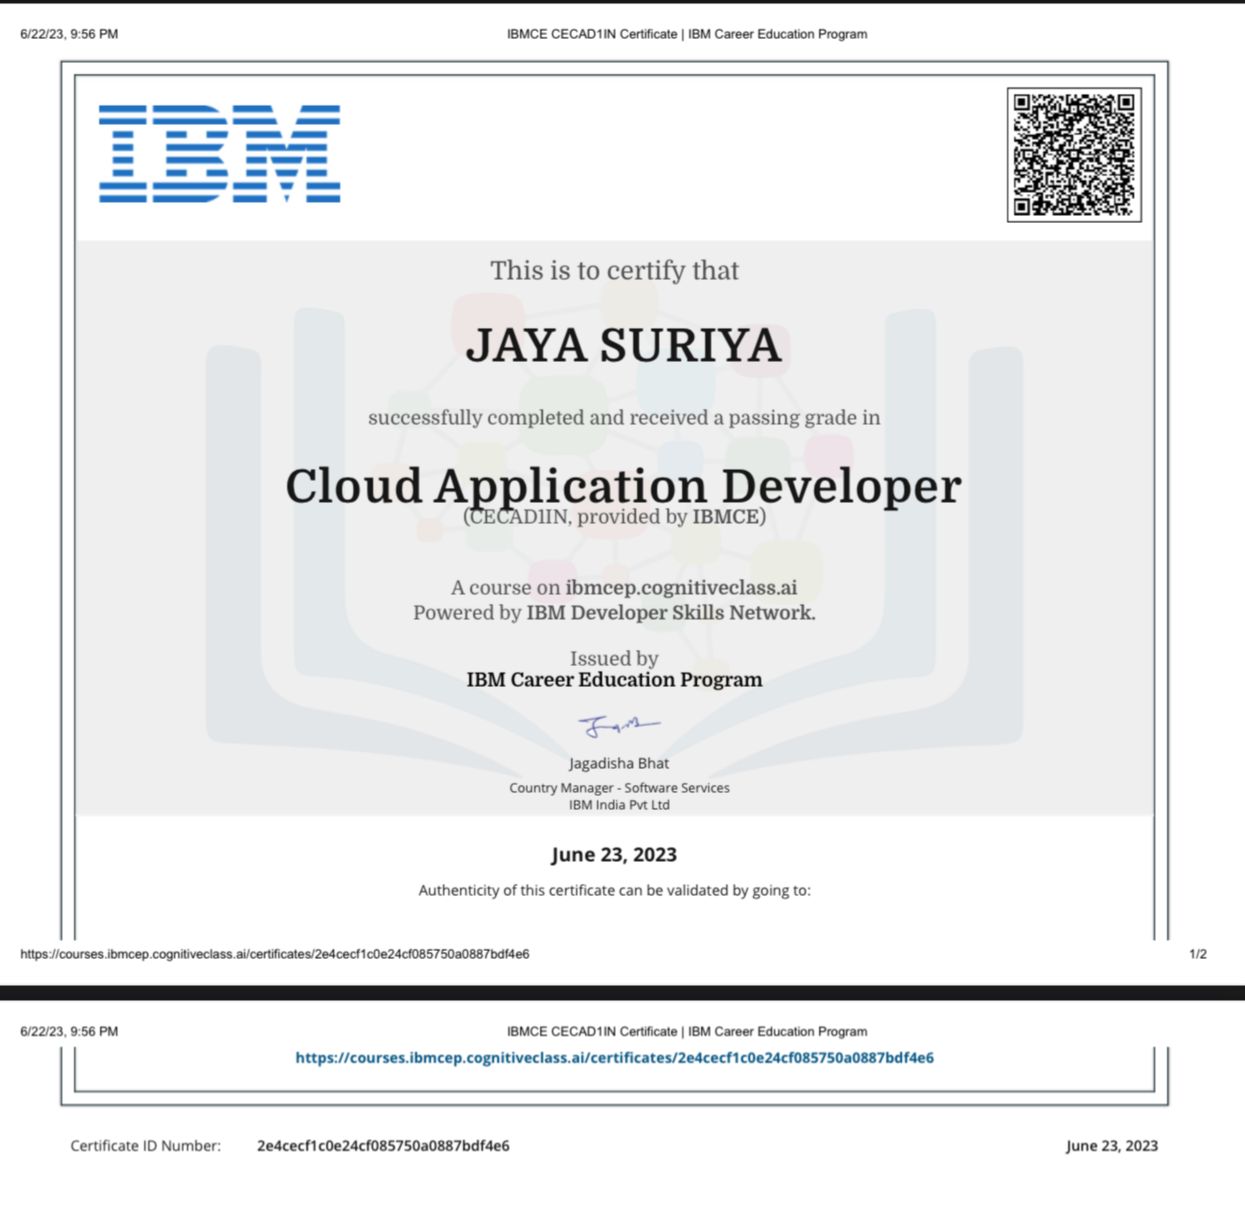 6/22/23, 9:56 PM IBMCE CECAD1IN Certificate | IBM Career Education Program
IBM
This is to certify that
JAYA SURIYA
successfully completed and received a passing grade in
Cloud Application Developer
(CECAD1IN, provided by IBMCE)
A course on ibmcep.cognitiveclass.ai
Powered by IBM Developer Skills Network.
Issued by
IBM Career Education Program
Jagadisha Bhat
Country Manager - Software Services
IBM India Pvt Ltd
June 23, 2023
Authenticity of this certificate can be validated by going to:
https://courses.ibmcep.cognitiveclass.ai/certificates/2e4cecf1c0e24cf085750a0887bdf4e6 1/2
6/22/23, 9:56 PM IBMCE CECAD1IN Certificate | IBM Career Education Program
https://courses.ibmcep.cognitiveclass.ai/certificates/2e4cecf1c0e24cf085750a0887bdf4e6
Certificate ID Number: 2e4cecf1c0e24cf085750a0887bdf4e6 June 23, 2023